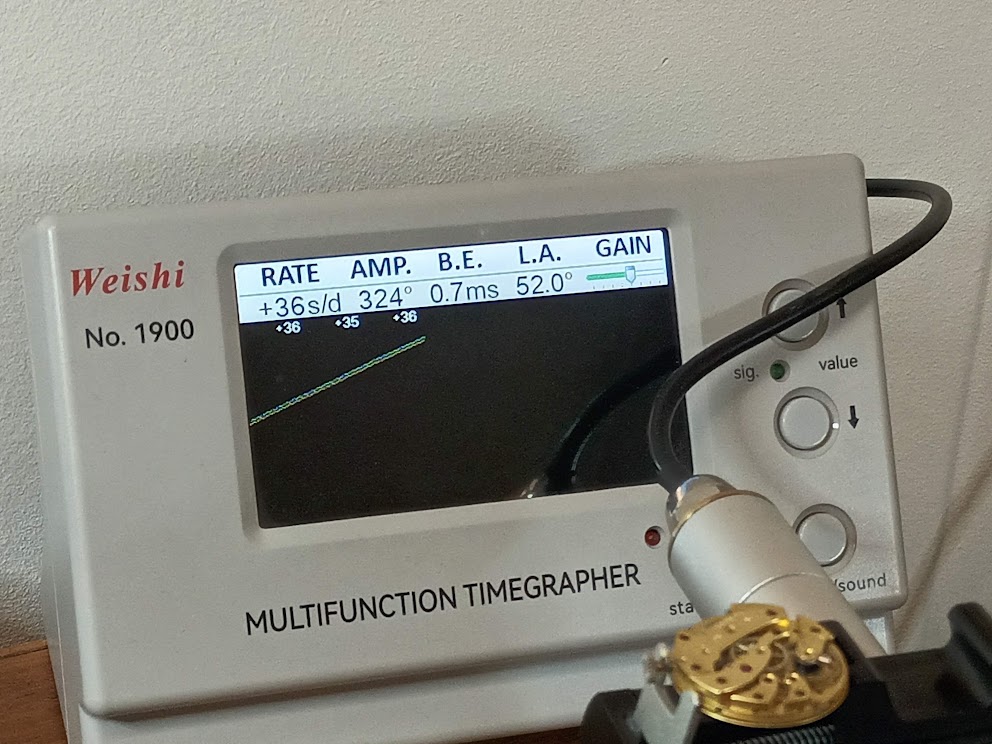 Weishi
No. 1900
RATE AMP. B.E. L.A. GAIN
+36s/d 324° 0.7ms 52.0°
+36 +35 +36
sig. value
MULTIFUNCTION TIMEGRAPHER
/sound